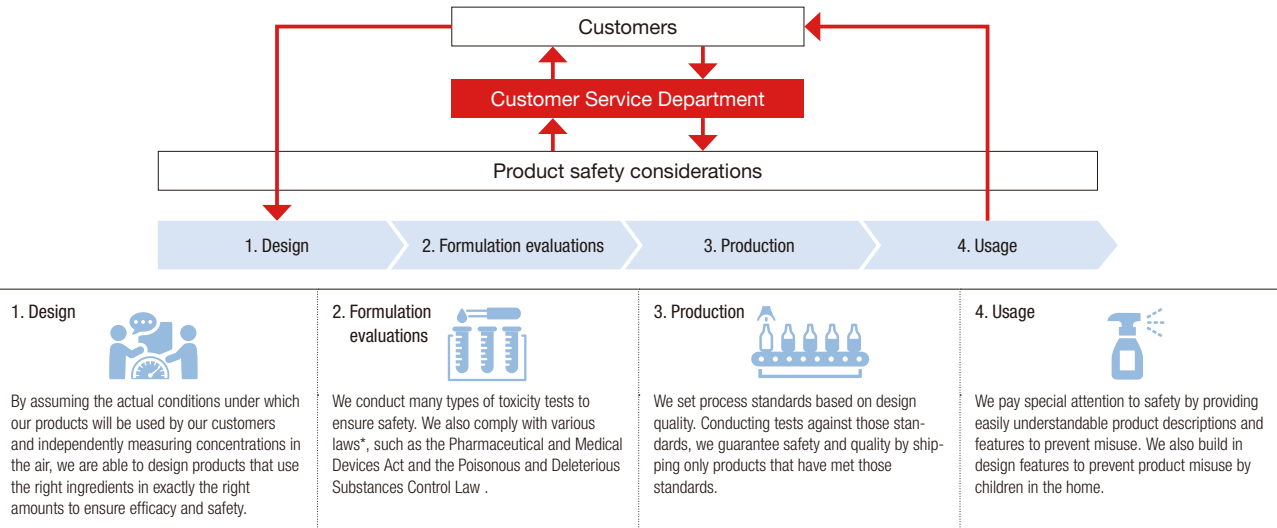 Customers
Customer Service Department
Product safety considerations
1. Design
2. Formulation evaluations
3. Production
4. Usage
1. Design
By assuming the actual conditions under which
our products will be used by our customers
and independently measuring concentrations in
the air, we are able to design products that use
the right ingredients in exactly the right
amounts to ensure efficacy and safety.
2. Formulation
evaluations
We conduct many types of toxicity tests to
ensure safety. We also comply with various
laws*, such as the Pharmaceutical and Medical
Devices Act and the Poisonous and Deleterious
Substances Control Law .
3. Production
We set process standards based on design
quality. Conducting tests against those stan-
dards, we guarantee safety and quality by ship-
ping only products that have met those
standards.
4. Usage
We pay special attention to safety by providing
easily understandable product descriptions and
features to prevent misuse. We also build in
design features to prevent product misuse by
children in the home.